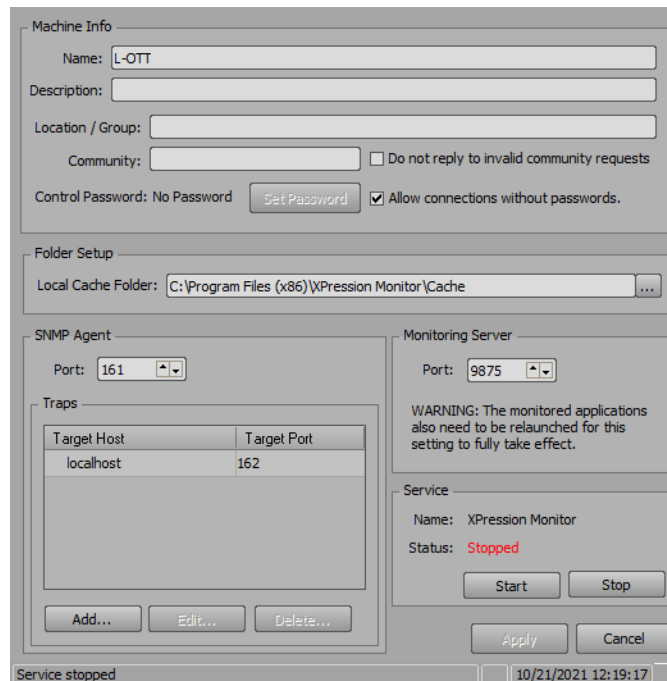 Machine Info
Name: L-OTT
Description:
Location / Group:
Community: Do not reply to invalid community requests
Control Password: No Password Set Password Allow connections without passwords.
Folder Setup
Local Cache Folder: C:\Program Files (x86)\XPression Monitor\Cache ...
SNMP Agent
Port: 161
Traps
Target Host Target Port
localhost 162
Add... Edit... Delete...
Monitoring Server
Port: 9875
WARNING: The monitored applications
also need to be relaunched for this
setting to fully take effect.
Service
Name: XPression Monitor
Status: Stopped
Start Stop
Apply Cancel
Service stopped 10/21/2021 12:19:17